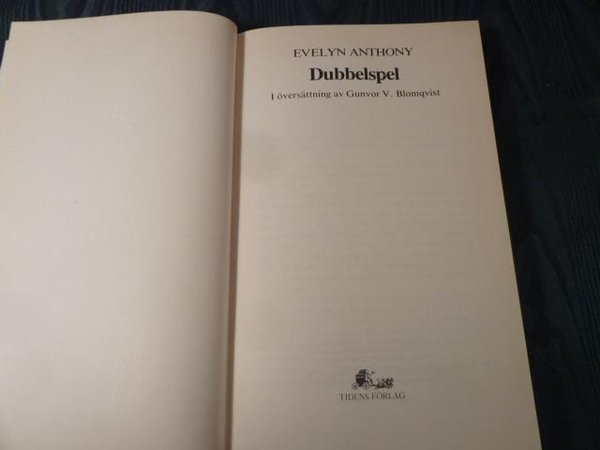 EVELYN ANTHONY
Dubbelspel
I översättning av Gunvor V. Blomqvist
TIDENS FÖRLAG